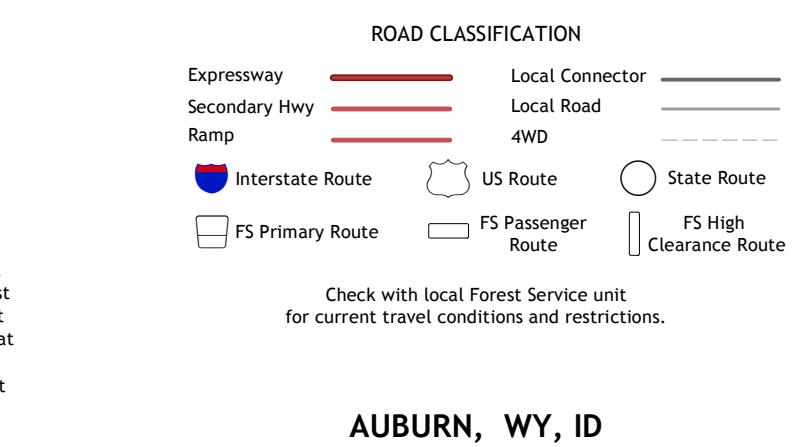 ROAD CLASSIFICATION
Expressway
Local Connector
Secondary Hwy
Local Road
Ramp
4WD
Interstate Route
US Route
State Route
FS Primary Route
FS Passenger
Route
FS High
Clearance Route
Check with local Forest Service unit
for current travel conditions and restrictions.
AUBURN, WY, ID